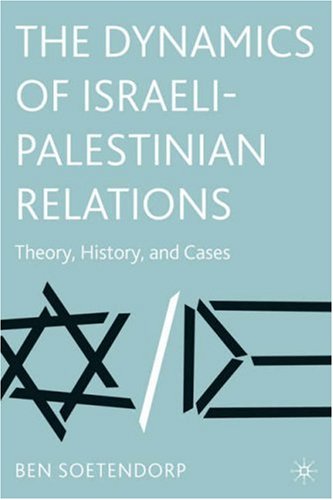 THE DYNAMICS
OF ISRAELI-
PALESTINIAN
RELATIONS
Theory, History, and Cases
BEN SOETENDORP